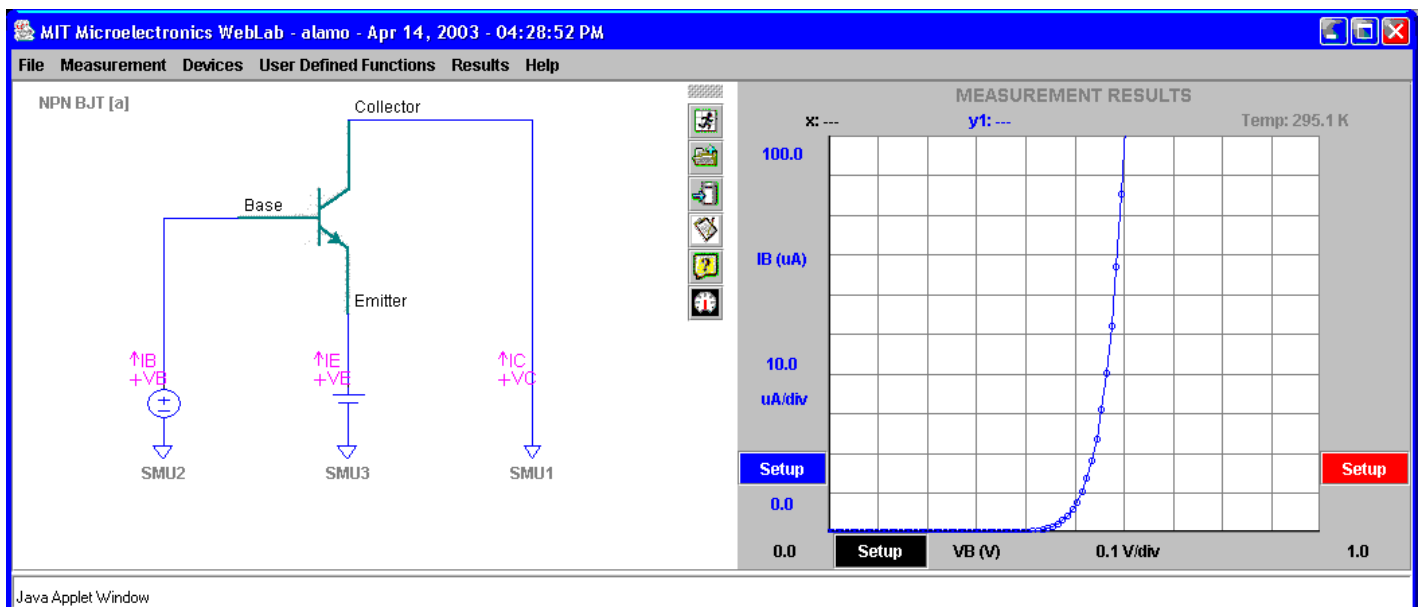 MIT Microelectronics WebLab - alamo - Apr 14, 2003 - 04:28:52 PM
File Measurement Devices User Defined Functions Results Help
NPN BJT [a]
Collector
Base
Emitter
↑IB
+VB
↑IE
+VE
↑IC
+VC
SMU2
SMU3
SMU1
?
MEASUREMENT RESULTS
x: ---
y1: ---
Temp: 295.1 K
100.0
IB (uA)
10.0
uA/div
Setup
0.0
Setup
0.0
Setup
VB (V)
0.1 V/div
1.0
Java Applet Window